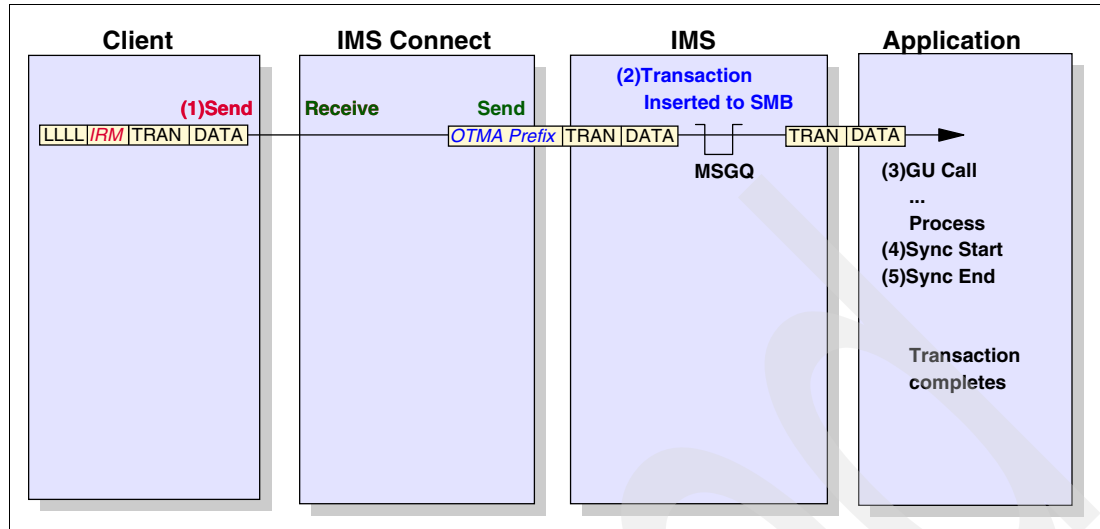 Client
IMS Connect
IMS
Application
(1)Send
Receive
Send
(2)Transaction
Inserted to SMB
LLLL IRM TRAN DATA
OTMA Prefix TRAN DATA
MSGQ
TRAN DATA
(3)GU Call
...
Process
(4)Sync Start
(5)Sync End
Transaction
completes